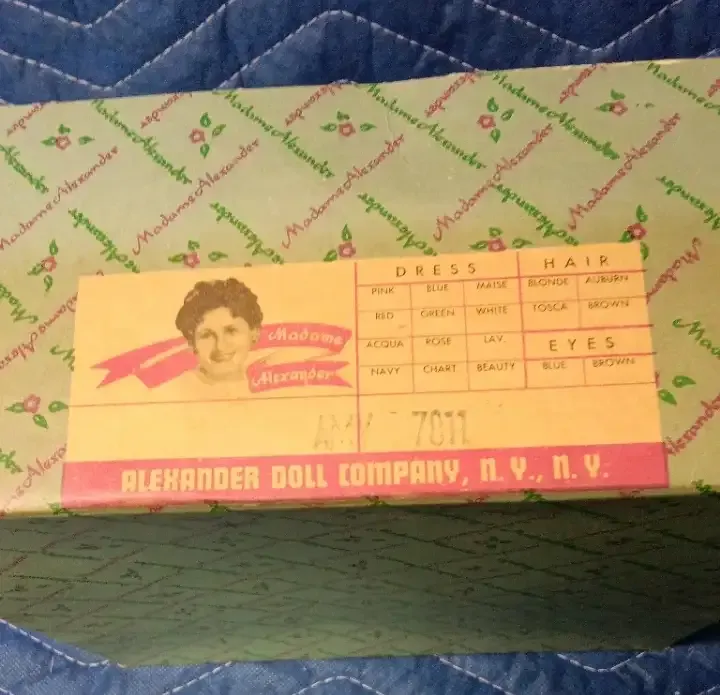 Madame Alexander
DRESS HAIR
PINK BLUE MAISE BLONDE AUBURN
RED GREEN WHITE TOSCA BROWN
ACQUA ROSE LAV. EYES
NAVY CHART BEAUTY BLUE BROWN
Madame
Alexander
AMY - 7011
ALEXANDER DOLL COMPANY, N. Y., N. Y.